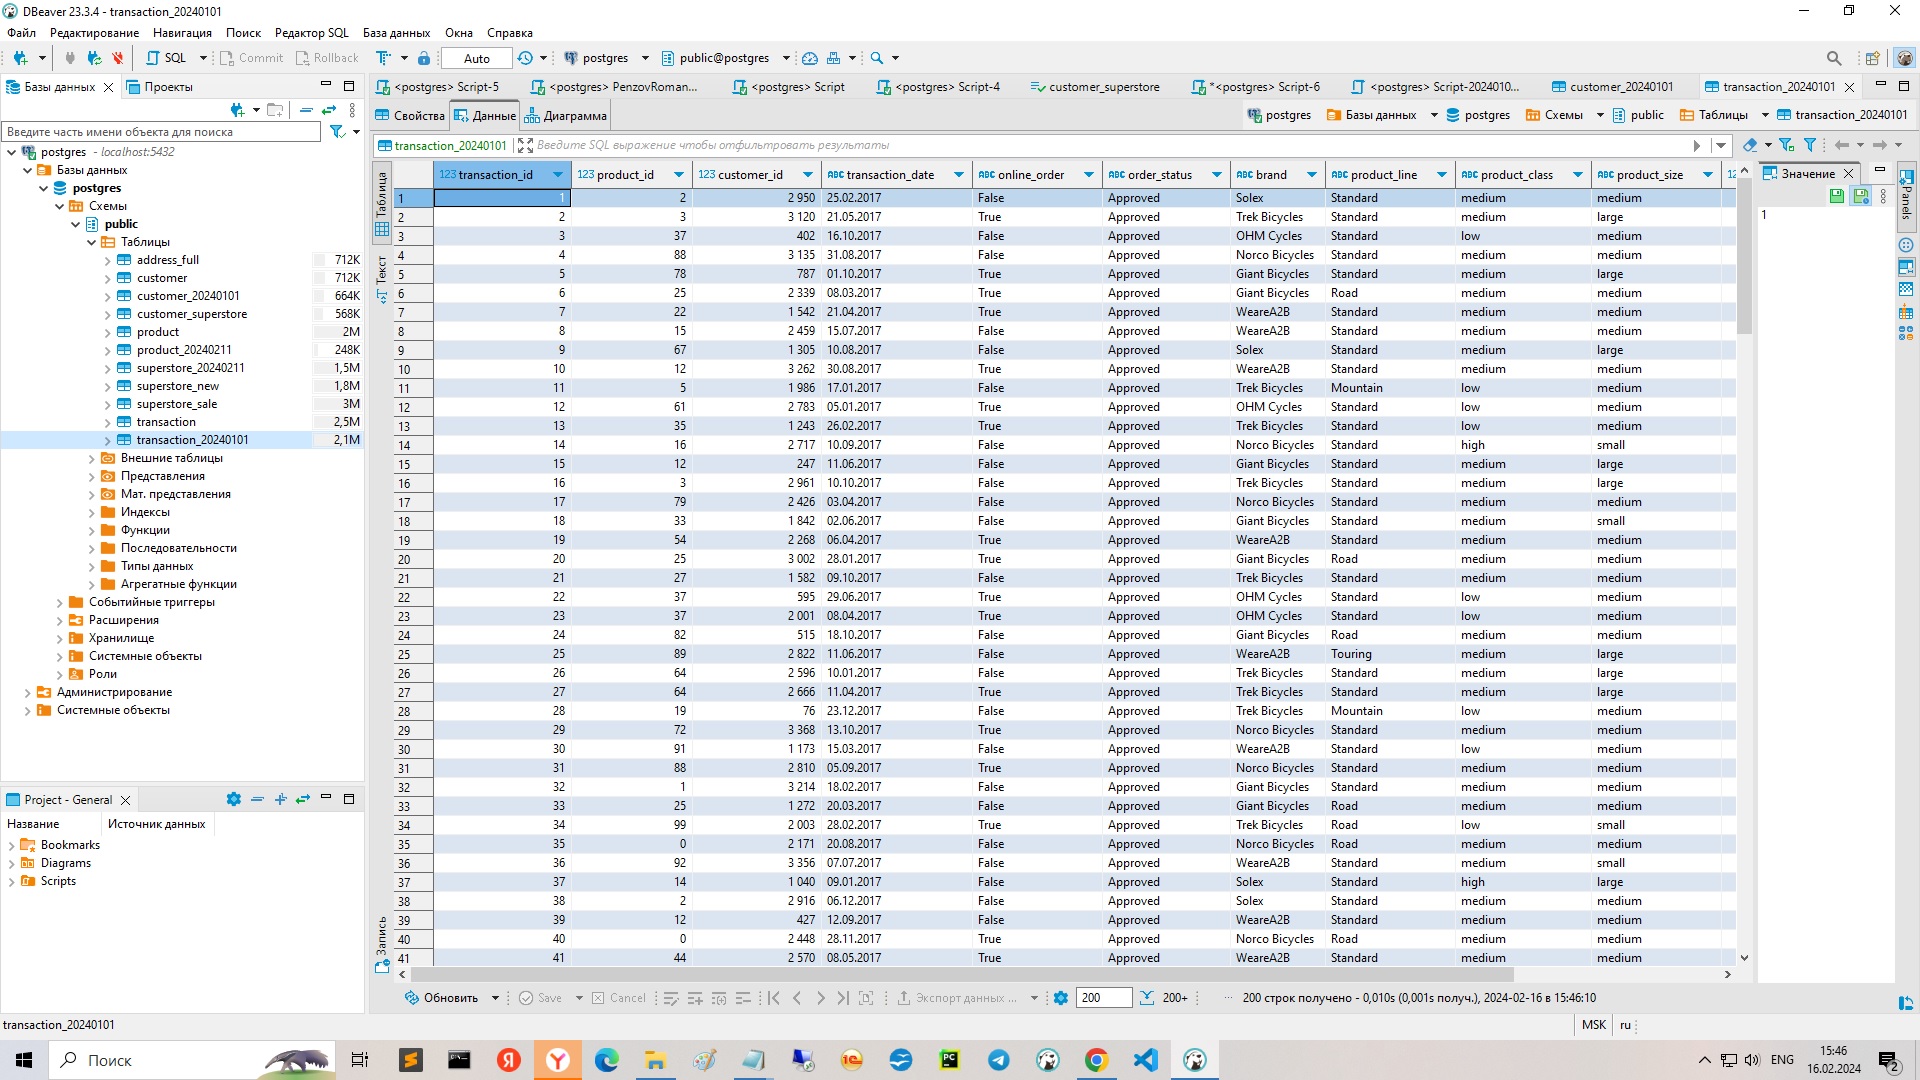 DBeaver 23.3.4 - transaction_20240101
Файл Редактирование Навигация Поиск Редактор SQL База данных Окна Справка
SQL Commit Rollback Auto postgres public@postgres
Базы данных Проекты
<postgres> Script-5 <postgres> PenzovRoman... <postgres> Script <postgres> Script-4 customer_superstore *<postgres> Script-6 <postgres> Script-2024010... customer_20240101 transaction_20240101
Свойства Данные Диаграмма postgres Базы данных postgres Схемы public Таблицы transaction_20240101
Введите часть имени объекта для поиска
transaction_20240101 Введите SQL выражение чтобы отфильтровать результаты
postgres - localhost:5432
Базы данных
postgres
Схемы
public
Таблицы
address_full 712K
customer 712K
customer_20240101 664K
customer_superstore 568K
product 2M
product_20240211 248K
superstore_20240211 1,5M
superstore_new 1,8M
superstore_sale 3M
transaction 2,5M
transaction_20240101 2,1M
Внешние таблицы
Представления
Мат. представления
Индексы
Функции
Последовательности
Типы данных
Агрегатные функции
Событийные триггеры
Расширения
Хранилище
Системные объекты
Роли
Администрирование
Системные объекты
Project - General
Название Источник данных
Bookmarks
Diagrams
Scripts
Таблица
Текст
Запись
123 transaction_id 123 product_id 123 customer_id ABC transaction_date ABC online_order ABC order_status ABC brand ABC product_line ABC product_class ABC product_size
1 1 2 2 950 25.02.2017 False Approved Solex Standard medium medium
2 2 3 3 120 21.05.2017 True Approved Trek Bicycles Standard medium large
3 3 37 402 16.10.2017 False Approved OHM Cycles Standard low medium
4 4 88 3 135 31.08.2017 False Approved Norco Bicycles Standard medium medium
5 5 78 787 01.10.2017 True Approved Giant Bicycles Standard medium large
6 6 25 2 339 08.03.2017 True Approved Giant Bicycles Road medium medium
7 7 22 1 542 21.04.2017 True Approved WeareA2B Standard medium medium
8 8 15 2 459 15.07.2017 False Approved WeareA2B Standard medium medium
9 9 67 1 305 10.08.2017 False Approved Solex Standard medium large
10 10 12 3 262 30.08.2017 True Approved WeareA2B Standard medium medium
11 11 5 1 986 17.01.2017 False Approved Trek Bicycles Mountain low medium
12 12 61 2 783 05.01.2017 True Approved OHM Cycles Standard low medium
13 13 35 1 243 26.02.2017 True Approved Trek Bicycles Standard low medium
14 14 16 2 717 10.09.2017 False Approved Norco Bicycles Standard high small
15 15 12 247 11.06.2017 False Approved Giant Bicycles Standard medium large
16 16 3 2 961 10.10.2017 False Approved Trek Bicycles Standard medium large
17 17 79 2 426 03.04.2017 False Approved Norco Bicycles Standard medium medium
18 18 33 1 842 02.06.2017 False Approved Giant Bicycles Standard medium small
19 19 54 2 268 06.04.2017 True Approved WeareA2B Standard medium medium
20 20 25 3 002 28.01.2017 True Approved Giant Bicycles Road medium medium
21 21 27 1 582 09.10.2017 False Approved Trek Bicycles Standard medium medium
22 22 37 595 29.06.2017 True Approved OHM Cycles Standard low medium
23 23 37 2 001 08.04.2017 True Approved OHM Cycles Standard low medium
24 24 82 515 18.10.2017 False Approved Giant Bicycles Road medium medium
25 25 89 2 822 11.06.2017 False Approved WeareA2B Touring medium large
26 26 64 2 596 10.01.2017 False Approved Trek Bicycles Standard medium large
27 27 64 2 666 11.04.2017 True Approved Trek Bicycles Standard medium large
28 28 19 76 23.12.2017 False Approved Trek Bicycles Mountain low medium
29 29 72 3 368 13.10.2017 True Approved Norco Bicycles Standard medium medium
30 30 91 1 173 15.03.2017 False Approved WeareA2B Standard low medium
31 31 88 2 810 05.09.2017 True Approved Norco Bicycles Standard medium medium
32 32 1 3 214 18.02.2017 False Approved Giant Bicycles Standard medium medium
33 33 25 1 272 20.03.2017 False Approved Giant Bicycles Road medium medium
34 34 99 2 003 28.02.2017 True Approved Trek Bicycles Road low small
35 35 0 2 171 20.08.2017 False Approved Norco Bicycles Road medium medium
36 36 92 3 356 07.07.2017 False Approved WeareA2B Standard medium small
37 37 14 1 040 09.01.2017 False Approved Solex Standard high large
38 38 2 2 916 06.12.2017 False Approved Solex Standard medium medium
39 39 12 427 12.09.2017 False Approved WeareA2B Standard medium medium
40 40 0 2 448 28.11.2017 True Approved Norco Bicycles Road medium medium
41 41 44 2 570 08.05.2017 True Approved WeareA2B Standard medium medium
Значение
1
Panels
Обновить Save Cancel Экспорт данных ... 200 200+ ... 200 строк получено - 0,010s (0,001s получ.), 2024-02-16 в 15:46:10
transaction_20240101 MSK ru
Поиск ENG 15:46
16.02.2024
2